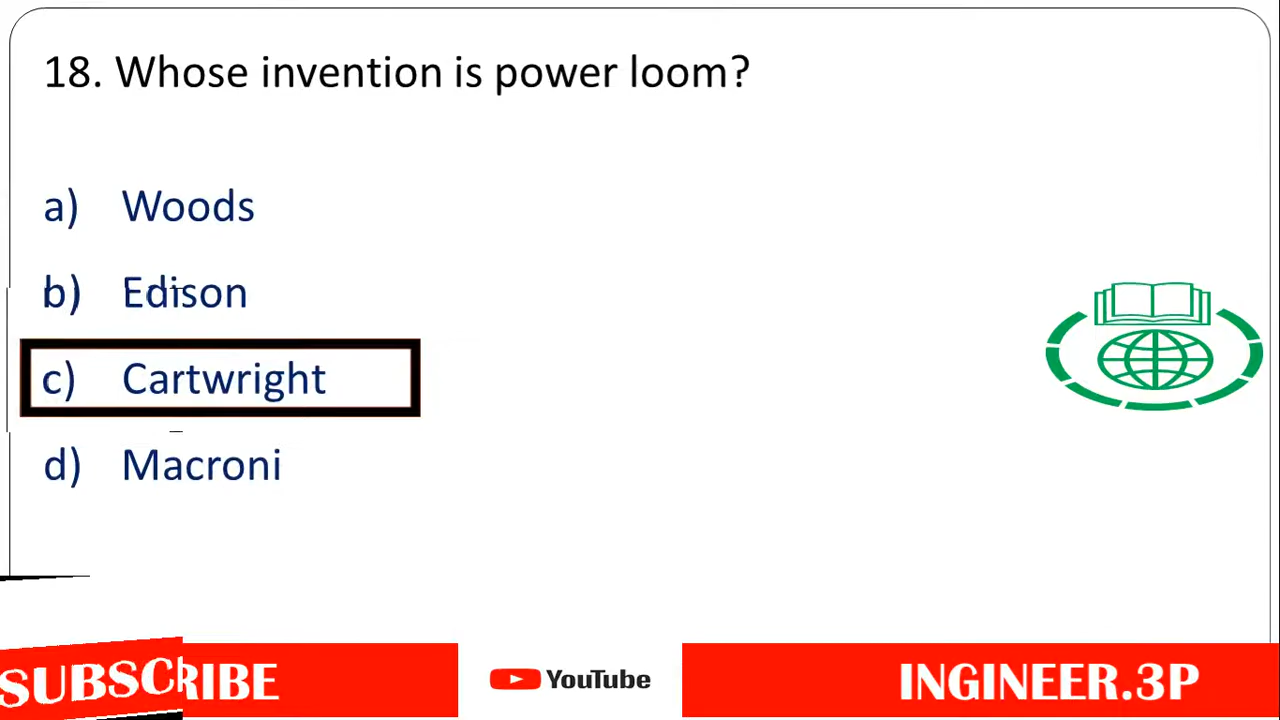 18. Whose invention is power loom?
a) Woods
b) Edison
c) Cartwright
d) Macroni
SUBSCRIBE
YouTube
INGINEER.3P